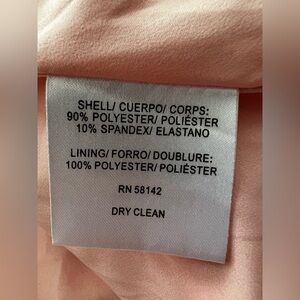 SHELL/ CUERPO/ CORPS:
90% POLYESTER/ POLIÉSTER
10% SPANDEX/ ELASTANO
LINING/ FORRO/ DOUBLURE:
100% POLYESTER/ POLIÉSTER
RN 58142
DRY CLEAN